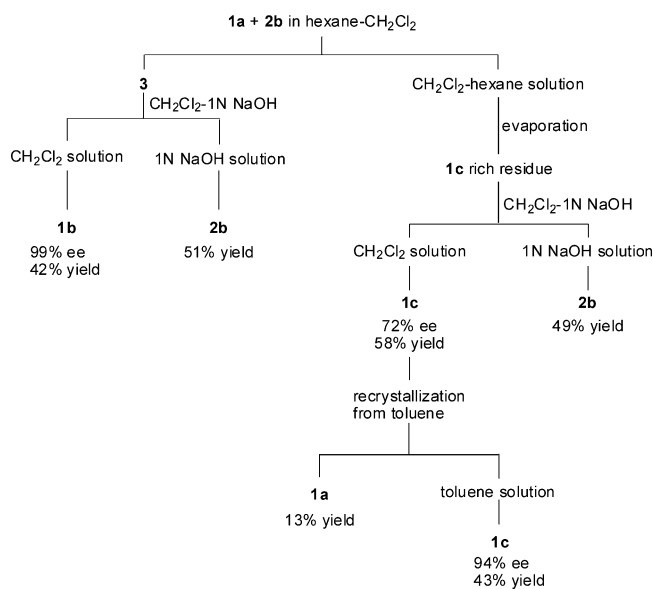 1a + 2b in hexane-CH₂Cl₂
3
CH₂Cl₂-hexane solution
CH₂Cl₂-1N NaOH
evaporation
CH₂Cl₂ solution
1N NaOH solution
1c rich residue
1b
99% ee
42% yield
2b
51% yield
CH₂Cl₂-1N NaOH
CH₂Cl₂ solution
1N NaOH solution
1c
72% ee
58% yield
2b
49% yield
recrystallization
from toluene
1a
13% yield
toluene solution
1c
94% ee
43% yield